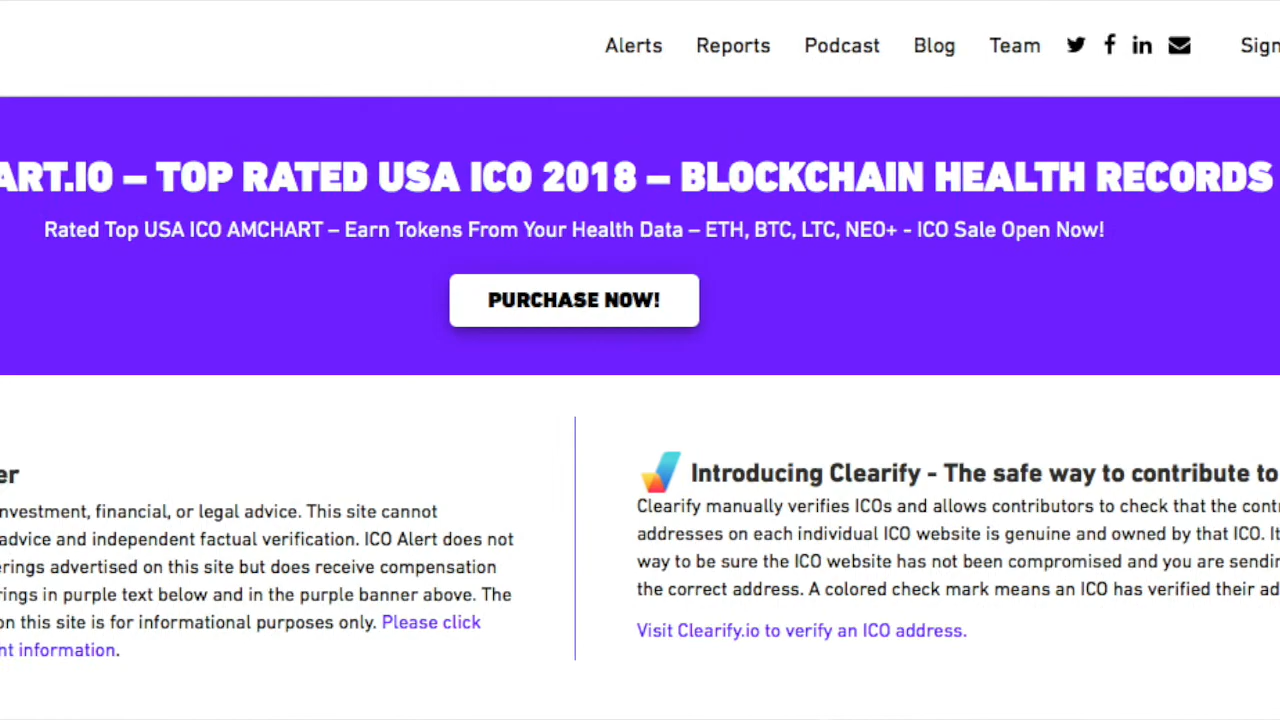 Alerts Reports Podcast Blog Team Sign
ART.IO – TOP RATED USA ICO 2018 – BLOCKCHAIN HEALTH RECORDS
Rated Top USA ICO AMCHART – Earn Tokens From Your Health Data – ETH, BTC, LTC, NEO+ - ICO Sale Open Now!
PURCHASE NOW!
er
nvestment, financial, or legal advice. This site cannot
advice and independent factual verification. ICO Alert does not
erings advertised on this site but does receive compensation
rings in purple text below and in the purple banner above. The
on this site is for informational purposes only. Please click
nt information.
Introducing Clearify - The safe way to contribute to
Clearify manually verifies ICOs and allows contributors to check that the cont
addresses on each individual ICO website is genuine and owned by that ICO. It
way to be sure the ICO website has not been compromised and you are sendi
the correct address. A colored check mark means an ICO has verified their ad
Visit Clearify.io to verify an ICO address.